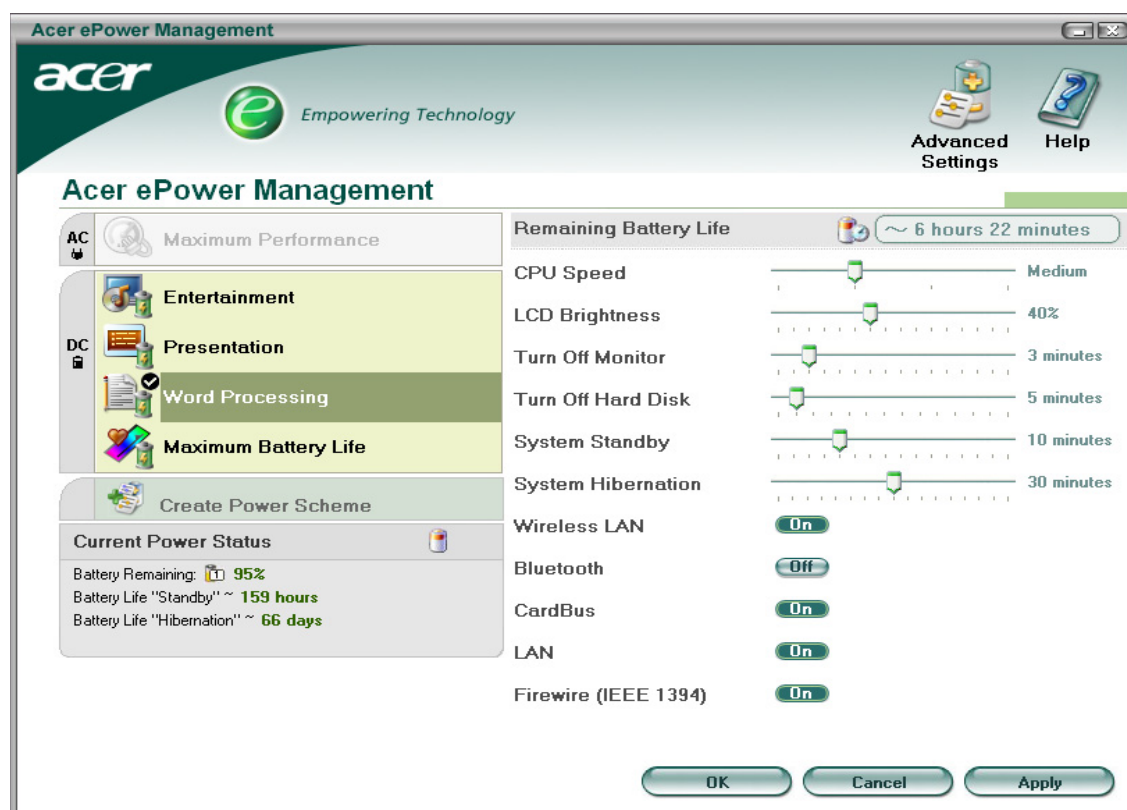 Acer ePower Management
acer
e Empowering Technology
Advanced Settings
Help
Acer ePower Management
AC
Maximum Performance
DC
Entertainment
Presentation
Word Processing
Maximum Battery Life
Create Power Scheme
Current Power Status
Battery Remaining: 1 95%
Battery Life "Standby" ~ 159 hours
Battery Life "Hibernation" ~ 66 days
Remaining Battery Life ~ 6 hours 22 minutes
CPU Speed Medium
LCD Brightness 40%
Turn Off Monitor 3 minutes
Turn Off Hard Disk 5 minutes
System Standby 10 minutes
System Hibernation 30 minutes
Wireless LAN On
Bluetooth Off
CardBus On
LAN On
Firewire (IEEE 1394) On
OK Cancel Apply